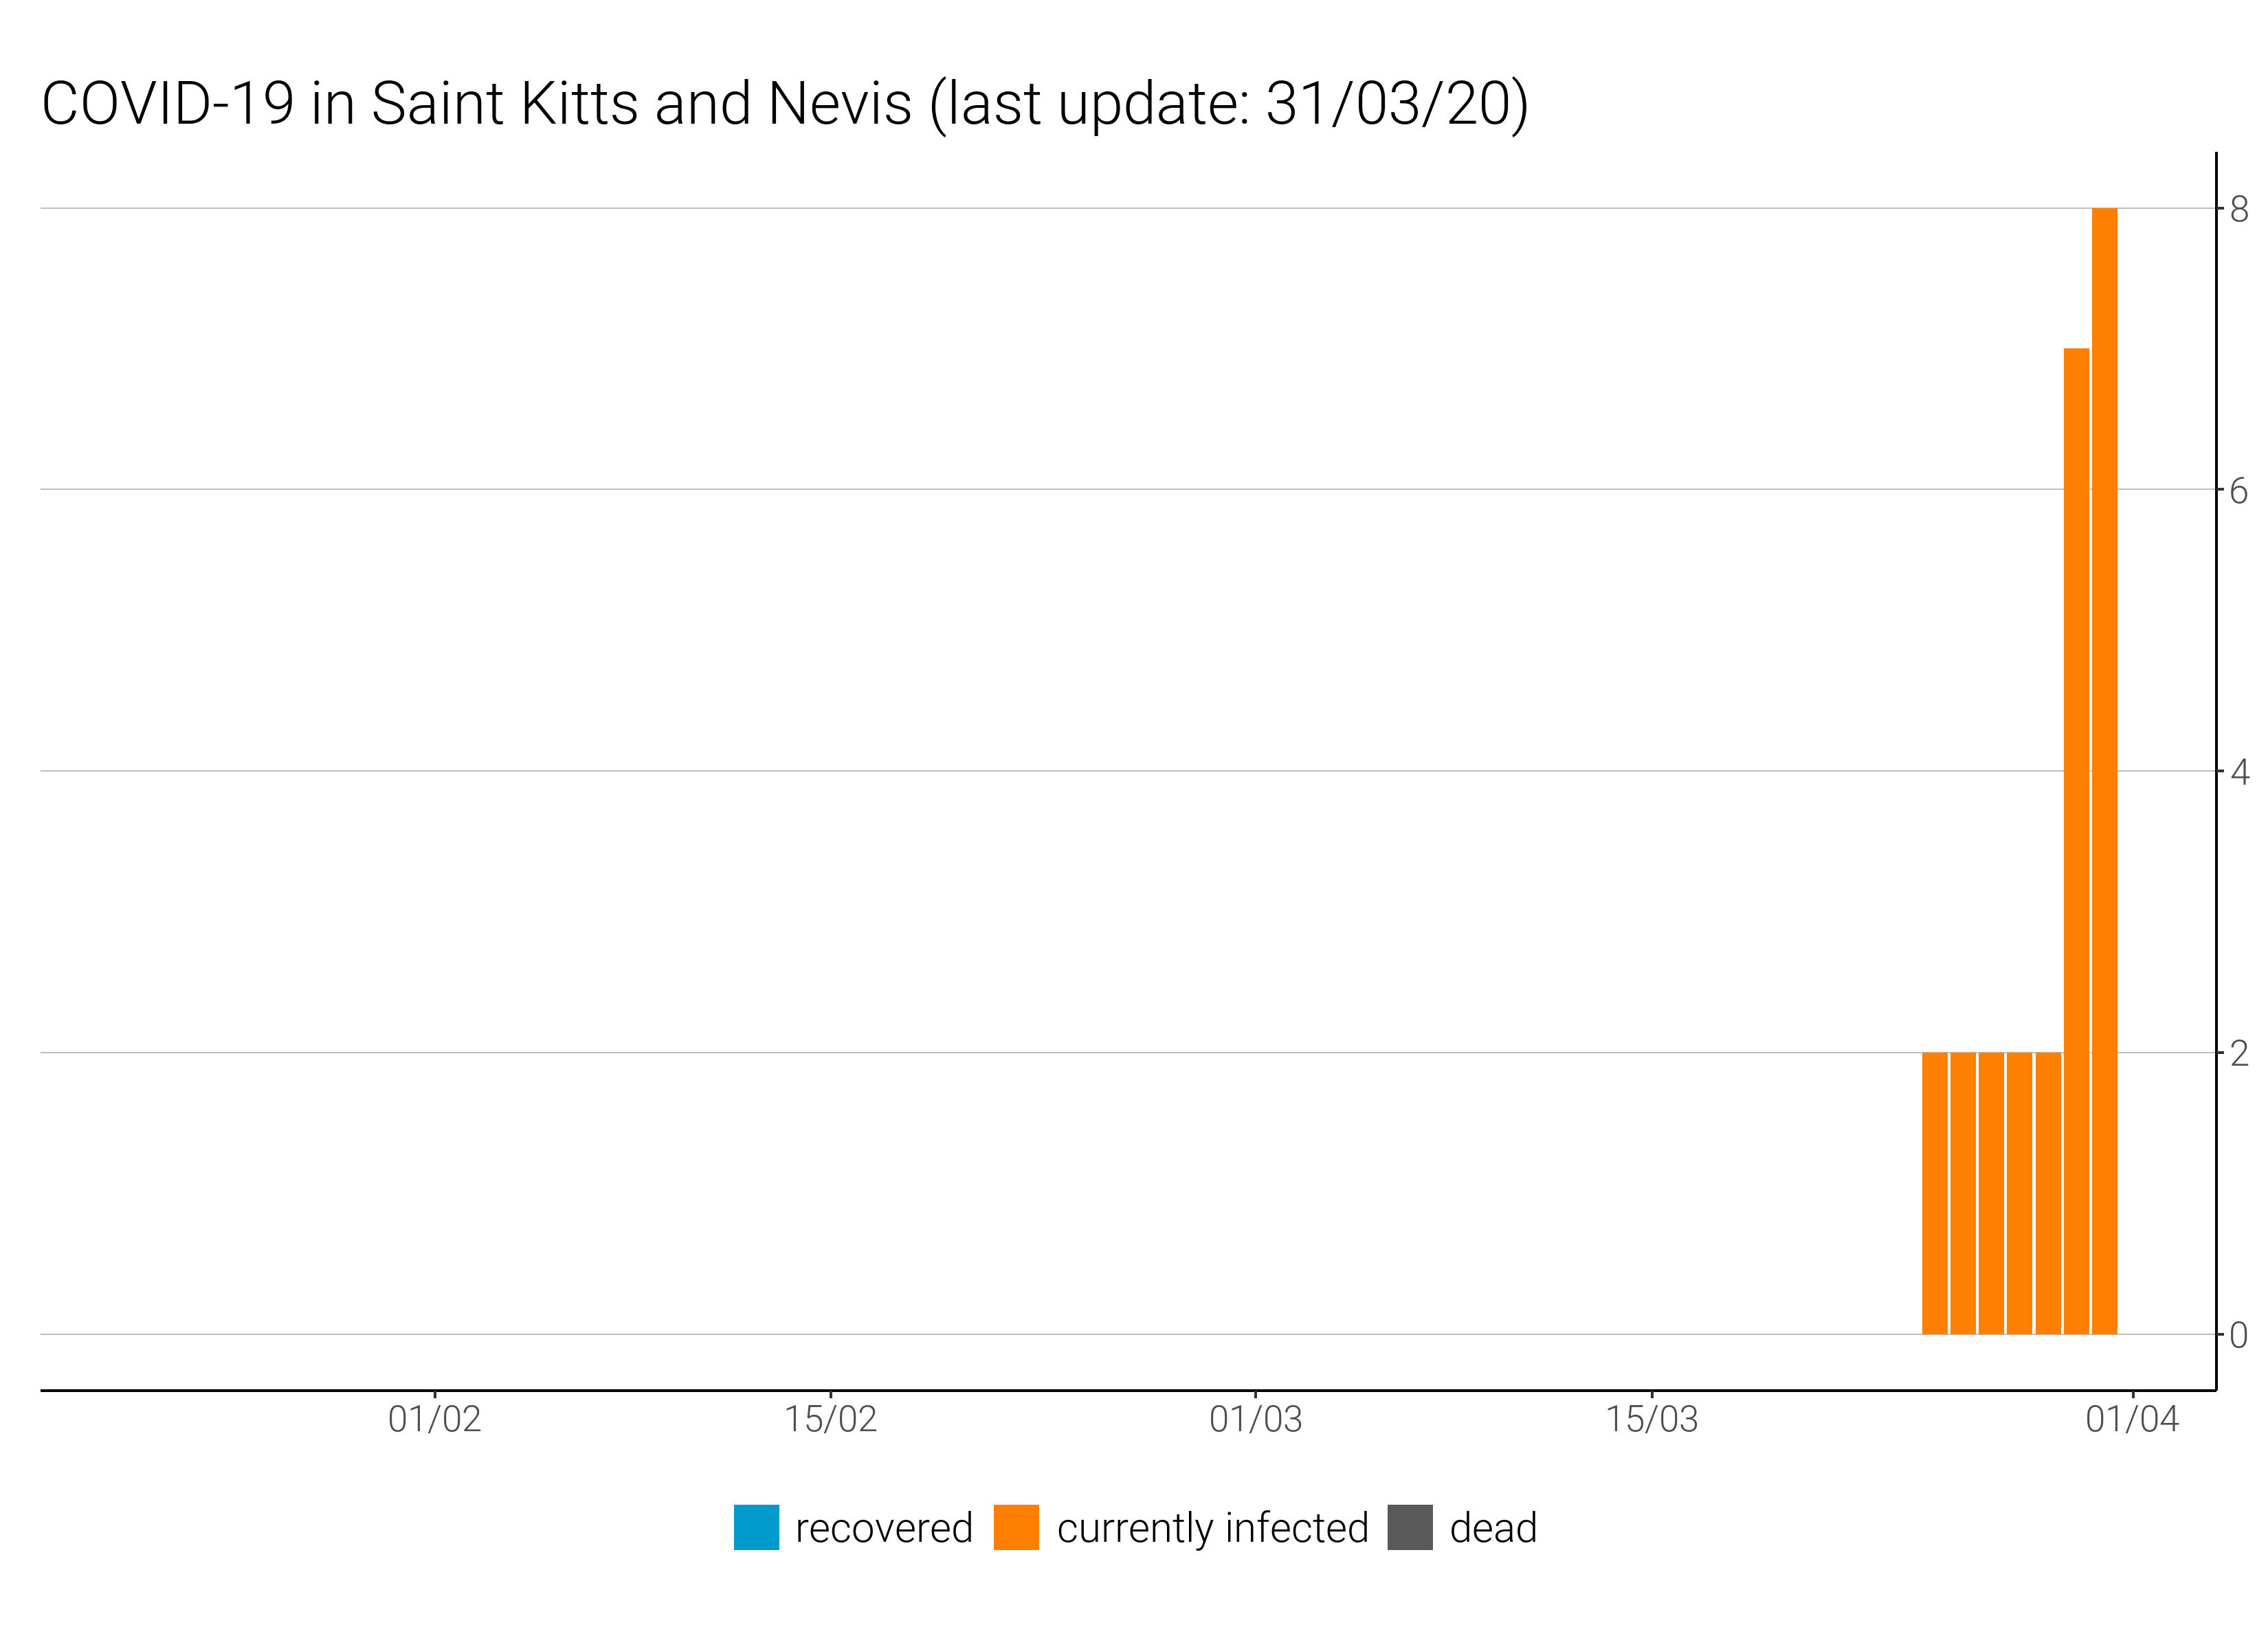 COVID-19 in Saint Kitts and Nevis (last update: 31/03/20)
8
6
4
2
0
01/02 15/02 01/03 15/03 01/04
recovered currently infected dead